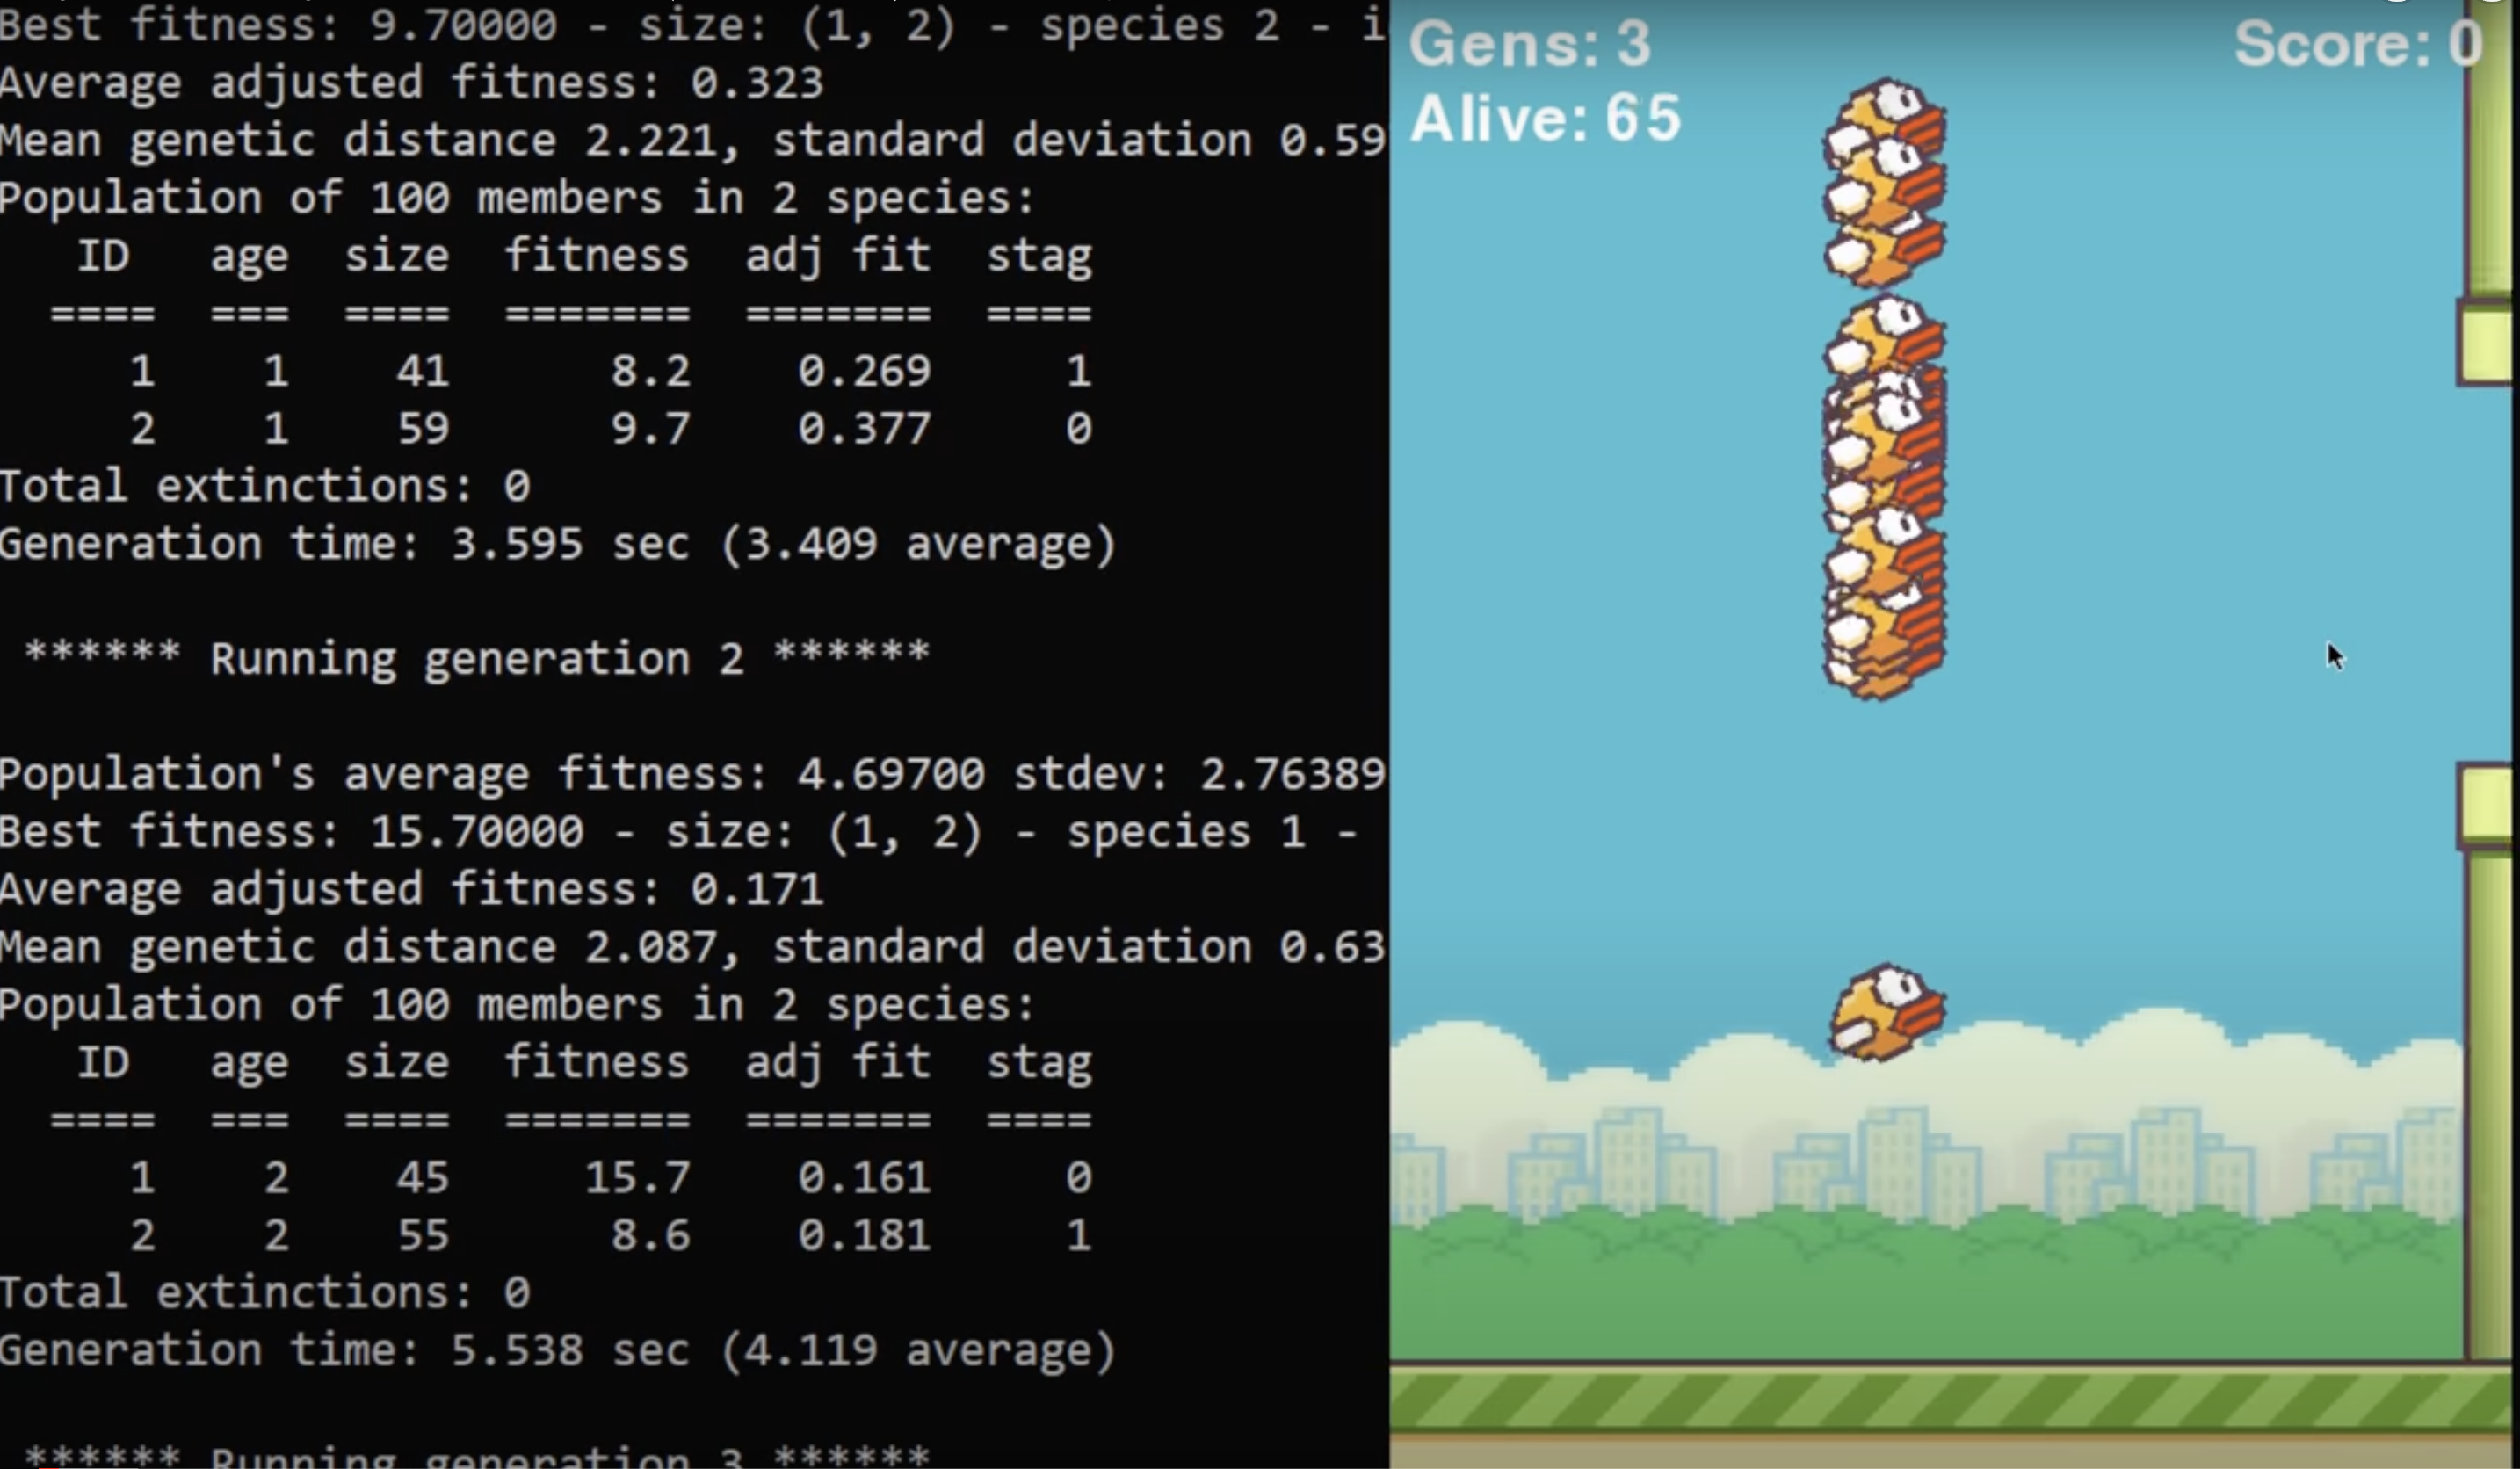 Best fitness: 9.70000 - size: (1, 2) - species 2 - i
Average adjusted fitness: 0.323
Mean genetic distance 2.221, standard deviation 0.59
Population of 100 members in 2 species:
ID age size fitness adj fit stag
==== === ==== ======= ======= ====
1 1 41 8.2 0.269 1
2 1 59 9.7 0.377 0
Total extinctions: 0
Generation time: 3.595 sec (3.409 average)
****** Running generation 2 ******
Population's average fitness: 4.69700 stdev: 2.76389
Best fitness: 15.70000 - size: (1, 2) - species 1 -
Average adjusted fitness: 0.171
Mean genetic distance 2.087, standard deviation 0.63
Population of 100 members in 2 species:
ID age size fitness adj fit stag
==== === ==== ======= ======= ====
1 2 45 15.7 0.161 0
2 2 55 8.6 0.181 1
Total extinctions: 0
Generation time: 5.538 sec (4.119 average)
****** Running generation 3 ******
Gens: 3
Score: 0
Alive: 65